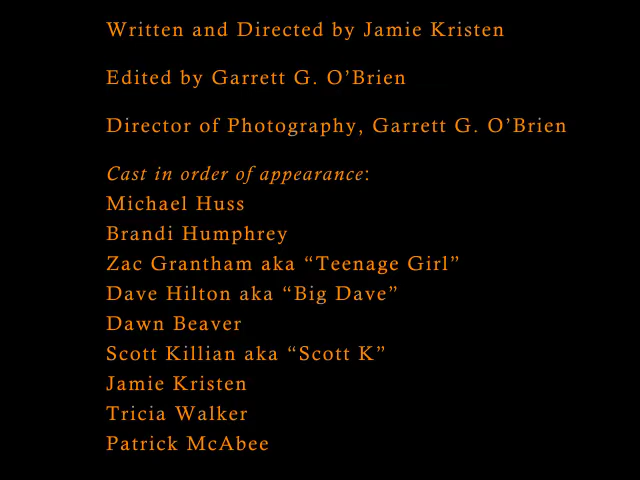 Written and Directed by Jamie Kristen
Edited by Garrett G. O’Brien
Director of Photography, Garrett G. O’Brien
Cast in order of appearance:
Michael Huss
Brandi Humphrey
Zac Grantham aka “Teenage Girl”
Dave Hilton aka “Big Dave”
Dawn Beaver
Scott Killian aka “Scott K”
Jamie Kristen
Tricia Walker
Patrick McAbee